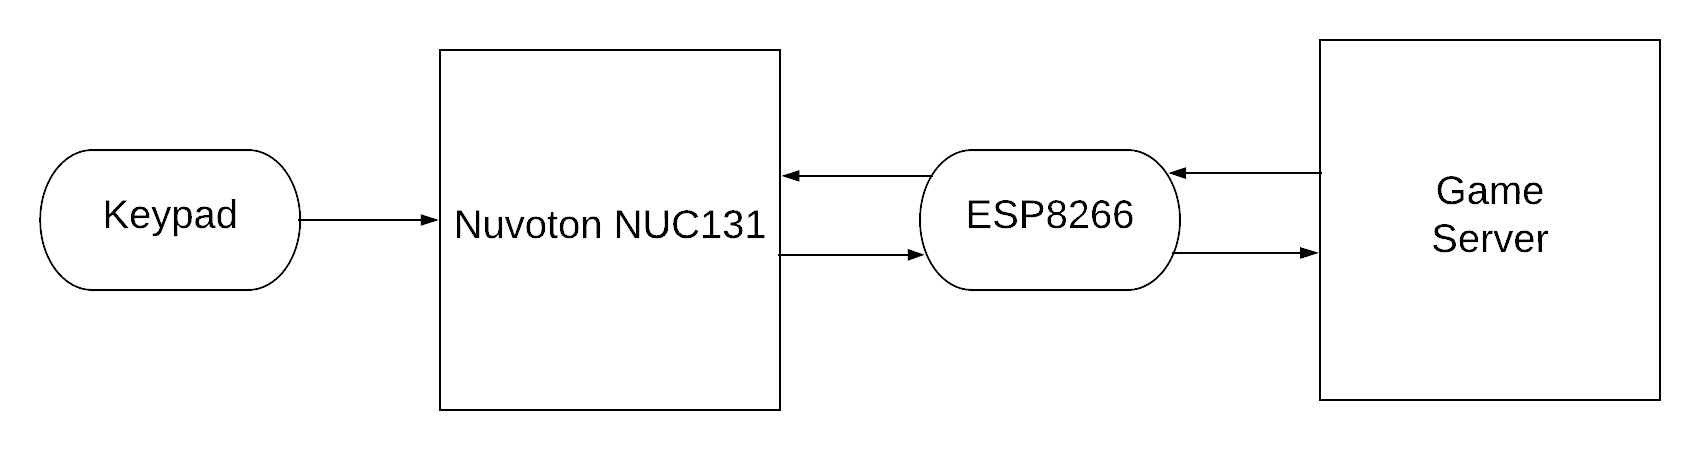 Keypad
Nuvoton NUC131
ESP8266
Game
Server